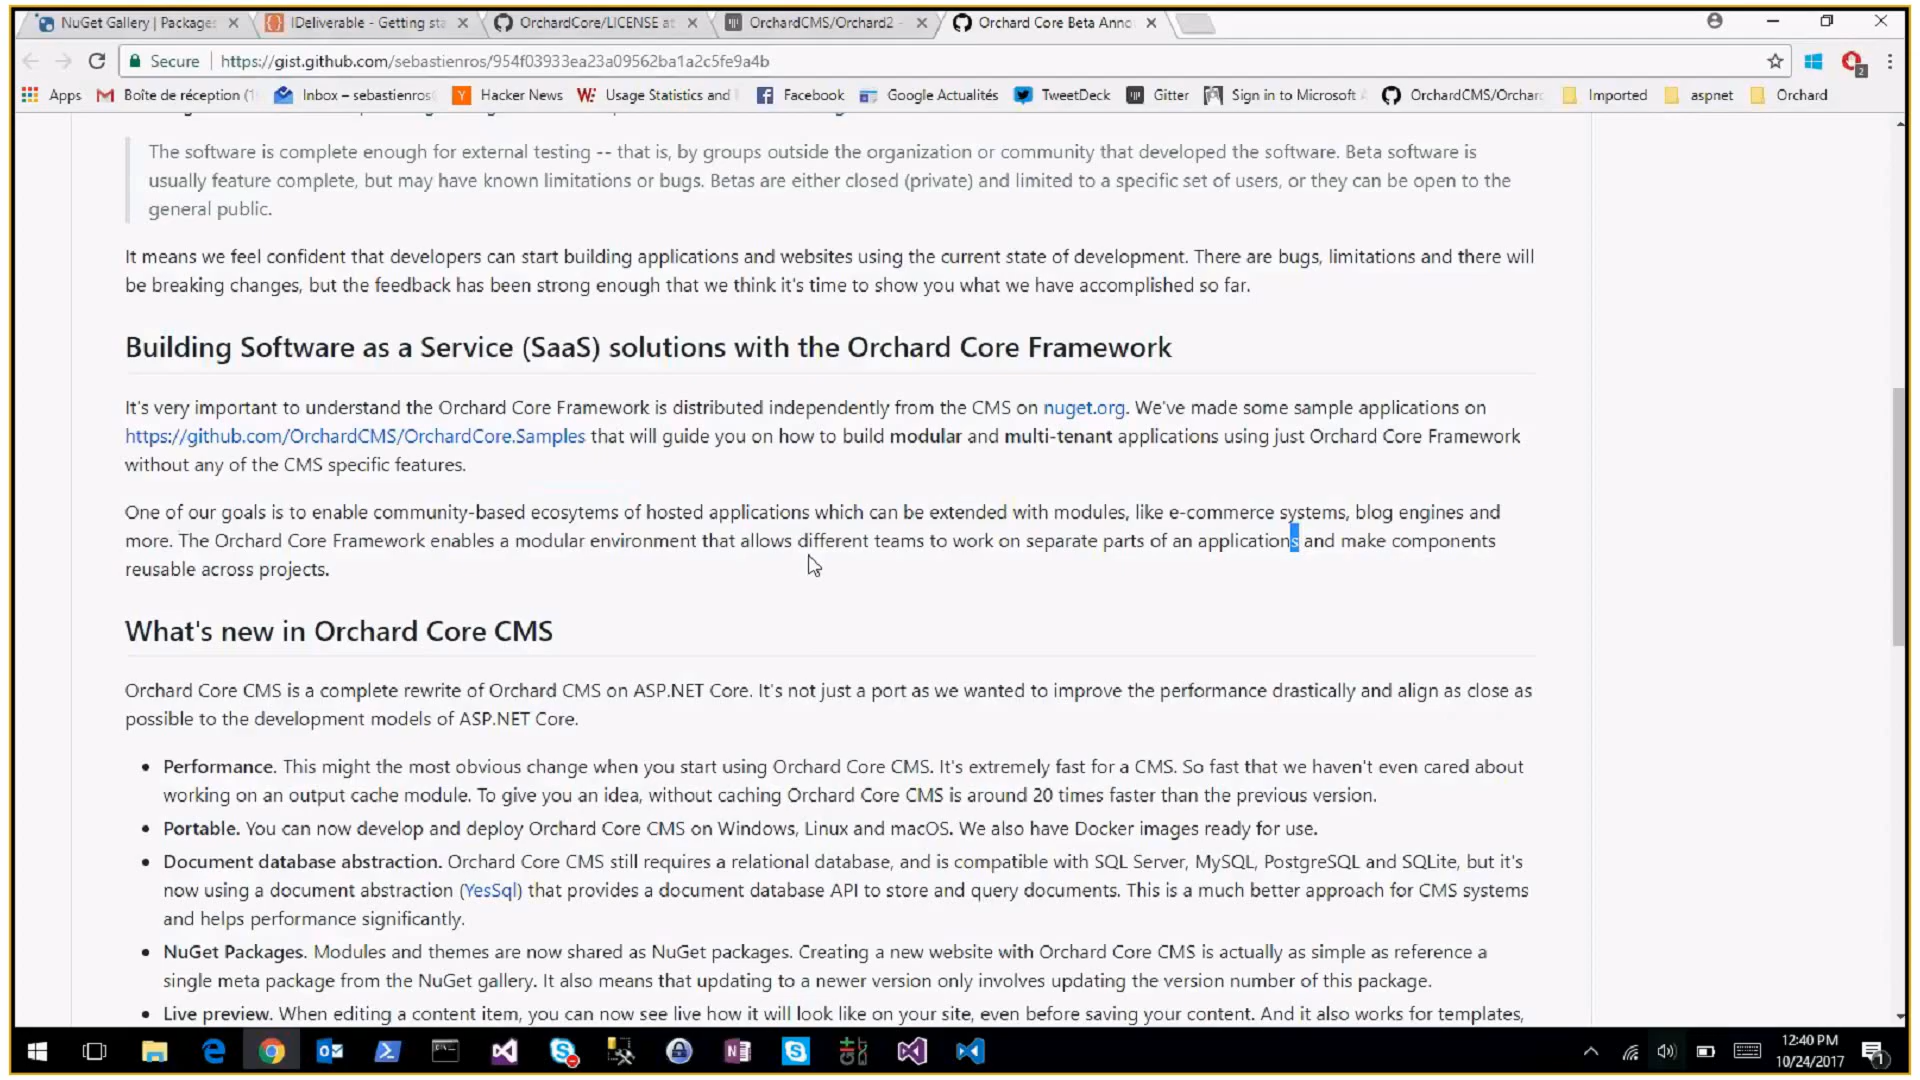 NuGet Gallery | Packages
IDeliverable - Getting sta
OrchardCore/LICENSE at
OrchardCMS/Orchard2 -
Orchard Core Beta Anno
Secure
https://gist.github.com/sebastienros/954f03933ea23a09562ba1a2c5fe9a4b
2
Apps
Boîte de réception (1
Inbox – sebastienros
Hacker News
Usage Statistics and
Facebook
Google Actualités
TweetDeck
Gitter
Sign in to Microsoft
OrchardCMS/Orchar
Imported
aspnet
Orchard
The software is complete enough for external testing -- that is, by groups outside the organization or community that developed the software. Beta software is
usually feature complete, but may have known limitations or bugs. Betas are either closed (private) and limited to a specific set of users, or they can be open to the
general public.
It means we feel confident that developers can start building applications and websites using the current state of development. There are bugs, limitations and there will
be breaking changes, but the feedback has been strong enough that we think it's time to show you what we have accomplished so far.
Building Software as a Service (SaaS) solutions with the Orchard Core Framework
It's very important to understand the Orchard Core Framework is distributed independently from the CMS on nuget.org. We've made some sample applications on
https://github.com/OrchardCMS/OrchardCore.Samples that will guide you on how to build modular and multi-tenant applications using just Orchard Core Framework
without any of the CMS specific features.
One of our goals is to enable community-based ecosytems of hosted applications which can be extended with modules, like e-commerce systems, blog engines and
more. The Orchard Core Framework enables a modular environment that allows different teams to work on separate parts of an applications and make components
reusable across projects.
What's new in Orchard Core CMS
Orchard Core CMS is a complete rewrite of Orchard CMS on ASP.NET Core. It's not just a port as we wanted to improve the performance drastically and align as close as
possible to the development models of ASP.NET Core.
• Performance. This might the most obvious change when you start using Orchard Core CMS. It's extremely fast for a CMS. So fast that we haven't even cared about
working on an output cache module. To give you an idea, without caching Orchard Core CMS is around 20 times faster than the previous version.
• Portable. You can now develop and deploy Orchard Core CMS on Windows, Linux and macOS. We also have Docker images ready for use.
• Document database abstraction. Orchard Core CMS still requires a relational database, and is compatible with SQL Server, MySQL, PostgreSQL and SQLite, but it's
now using a document abstraction (YesSql) that provides a document database API to store and query documents. This is a much better approach for CMS systems
and helps performance significantly.
• NuGet Packages. Modules and themes are now shared as NuGet packages. Creating a new website with Orchard Core CMS is actually as simple as reference a
single meta package from the NuGet gallery. It also means that updating to a newer version only involves updating the version number of this package.
• Live preview. When editing a content item, you can now see live how it will look like on your site, even before saving your content. And it also works for templates,
12:40 PM
10/24/2017
1